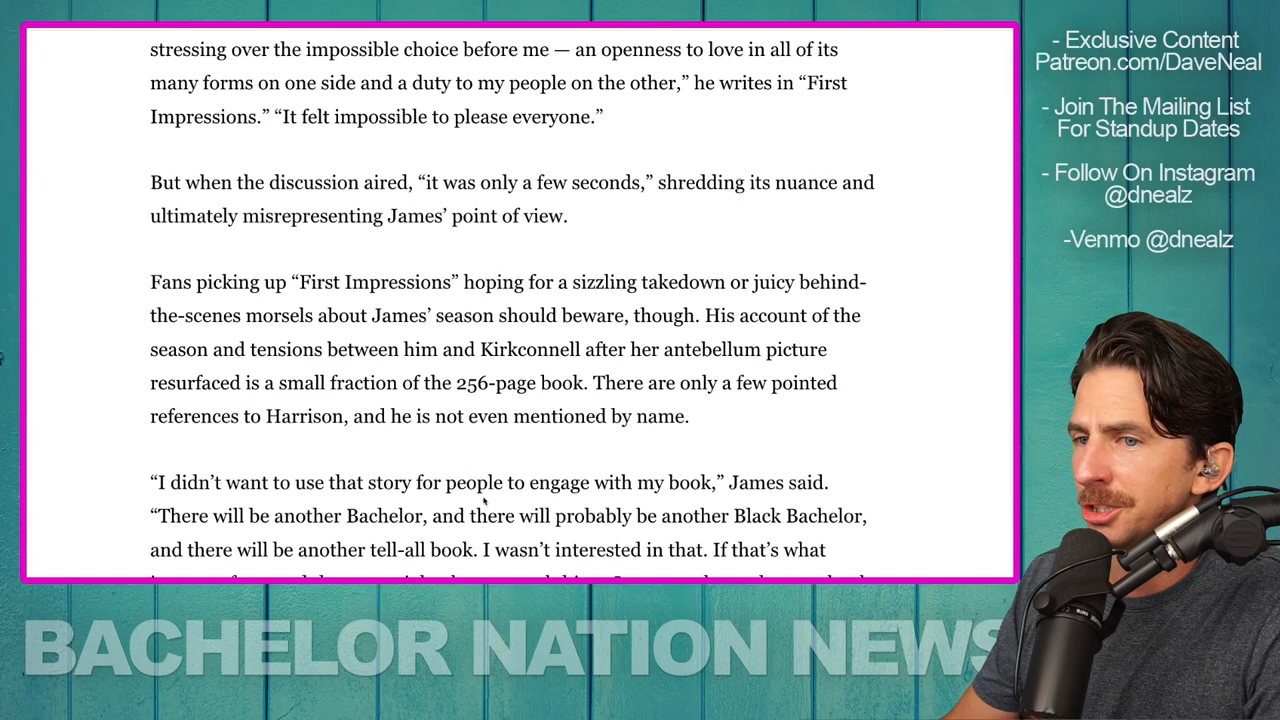 stressing over the impossible choice before me — an openness to love in all of its
many forms on one side and a duty to my people on the other,” he writes in “First
Impressions.” “It felt impossible to please everyone.”
But when the discussion aired, “it was only a few seconds,” shredding its nuance and
ultimately misrepresenting James’ point of view.
Fans picking up “First Impressions” hoping for a sizzling takedown or juicy behind-
the-scenes morsels about James’ season should beware, though. His account of the
season and tensions between him and Kirkconnell after her antebellum picture
resurfaced is a small fraction of the 256-page book. There are only a few pointed
references to Harrison, and he is not even mentioned by name.
“I didn’t want to use that story for people to engage with my book,” James said.
“There will be another Bachelor, and there will probably be another Black Bachelor,
and there will be another tell-all book. I wasn’t interested in that. If that’s what
- Exclusive Content
Patreon.com/DaveNeal
- Join The Mailing List
For Standup Dates
- Follow On Instagram
@dnealz
-Venmo @dnealz
BACHELOR NATION NEWS